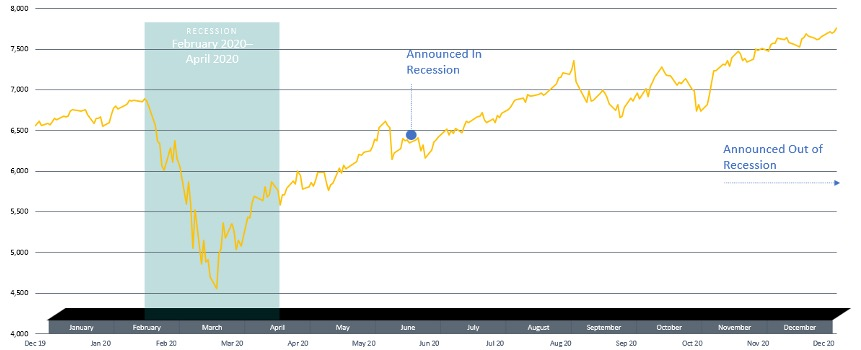 8,000
RECESSION
February 2020–
April 2020
7,500
Announced In
Recession
7,000
6,500
Announced Out of
Recession
6,000
5,500
5,000
4,500
January February March April May June July August September October November December
4,000
Dec 19 Jan 20 Feb 20 Mar 20 Apr 20 May 20 Jun 20 Jul 20 Aug 20 Sep 20 Oct 20 Nov 20 Dec 20